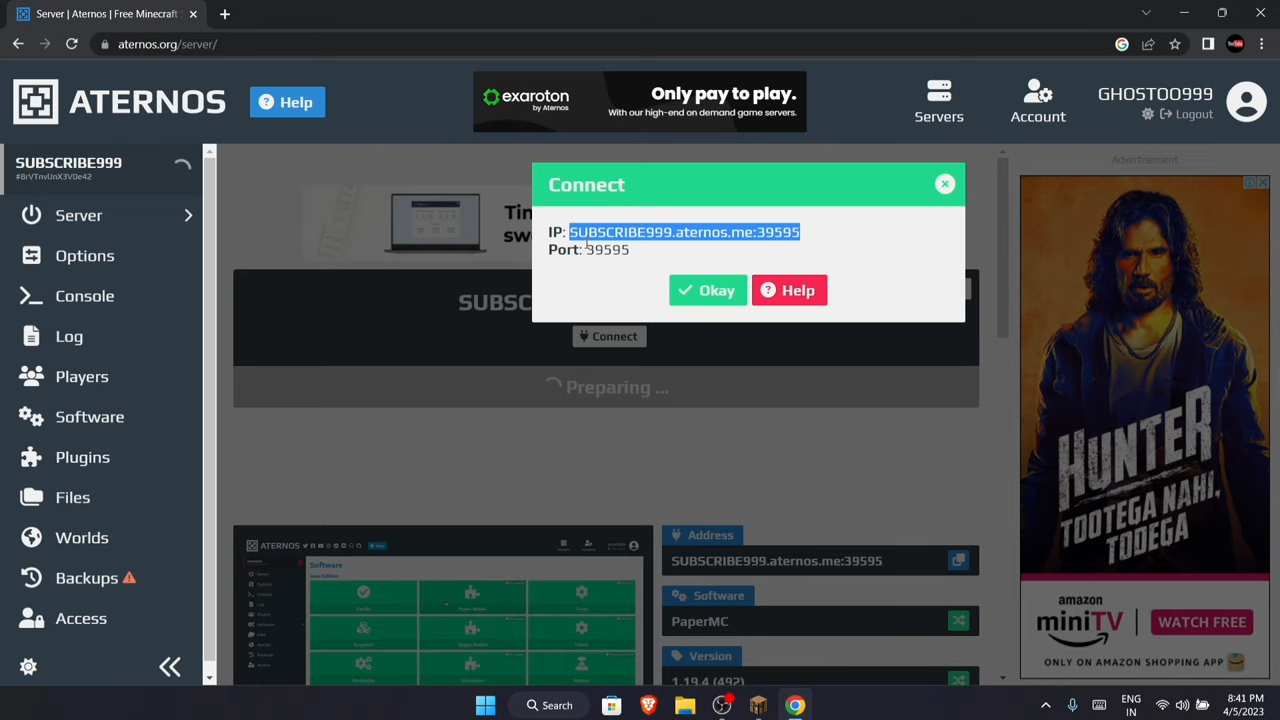 Server | Aternos | Free Minecraft
aternos.org/server/
ATERNOS
Help
exaroton
by Aternos
Only pay to play.
With our high-end on demand game servers.
Servers
Account
GHOSTOO999
Logout
SUBSCRIBE999
#8rVTnvUnX3V0e42
Server
Options
Console
Log
Players
Software
Plugins
Files
Worlds
Backups
Access
Connect
IP: SUBSCRIBE999.aternos.me:39595
Port: 39595
Okay
Help
SUBSC
Connect
Preparing ...
ATERNOS
Software
Address
SUBSCRIBE999.aternos.me:39595
Software
PaperMC
Version
1.19.4 (492)
Advertisement
HUNTER
TOOTEGA NAHI,
TODEGA
amazon
miniTV
WATCH FREE
ONLY ON AMAZON SHOPPING APP
Search
ENG
IN
8:41 PM
4/5/2023